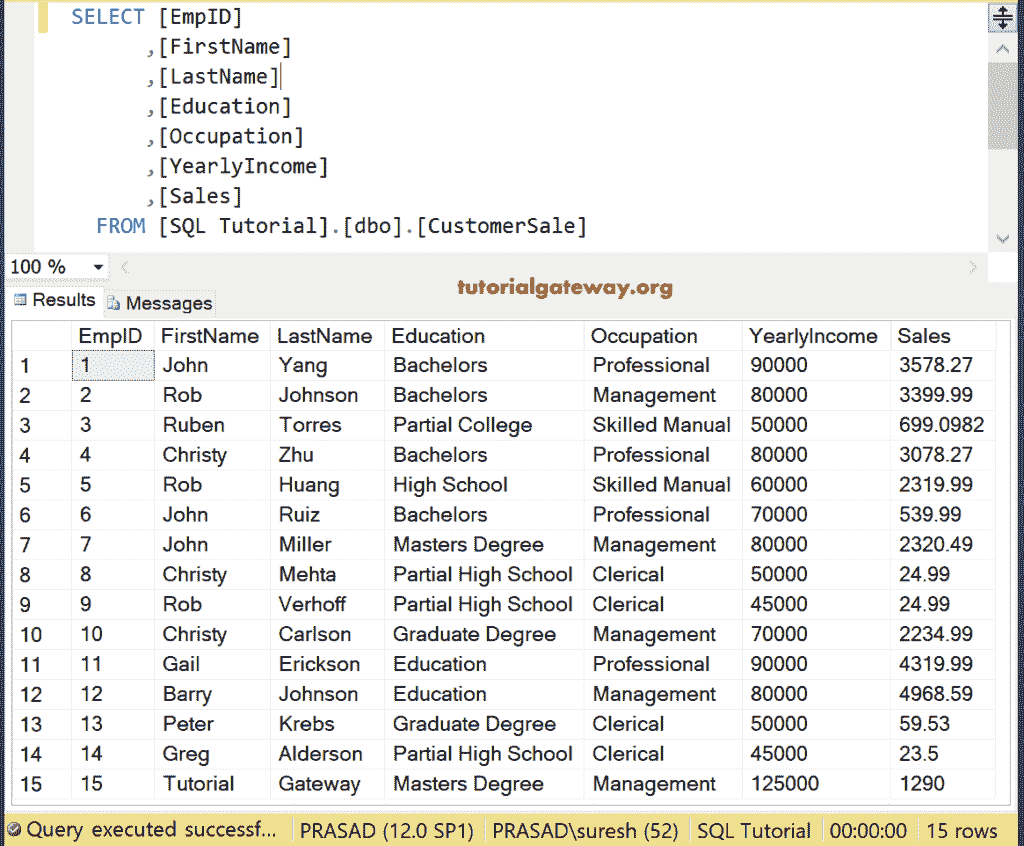 SELECT [EmpID]
,[FirstName]
,[LastName]
,[Education]
,[Occupation]
,[YearlyIncome]
,[Sales]
FROM [SQL Tutorial].[dbo].[CustomerSale]
100 %
tutorialgateway.org
Results Messages
EmpID FirstName LastName Education Occupation YearlyIncome Sales
1 1 John Yang Bachelors Professional 90000 3578.27
2 2 Rob Johnson Bachelors Management 80000 3399.99
3 3 Ruben Torres Partial College Skilled Manual 50000 699.0982
4 4 Christy Zhu Bachelors Professional 80000 3078.27
5 5 Rob Huang High School Skilled Manual 60000 2319.99
6 6 John Ruiz Bachelors Professional 70000 539.99
7 7 John Miller Masters Degree Management 80000 2320.49
8 8 Christy Mehta Partial High School Clerical 50000 24.99
9 9 Rob Verhoff Partial High School Clerical 45000 24.99
10 10 Christy Carlson Graduate Degree Management 70000 2234.99
11 11 Gail Erickson Education Professional 90000 4319.99
12 12 Barry Johnson Education Management 80000 4968.59
13 13 Peter Krebs Graduate Degree Clerical 50000 59.53
14 14 Greg Alderson Partial High School Clerical 45000 23.5
15 15 Tutorial Gateway Masters Degree Management 125000 1290
Query executed successf... PRASAD (12.0 SP1) PRASAD\suresh (52) SQL Tutorial 00:00:00 15 rows